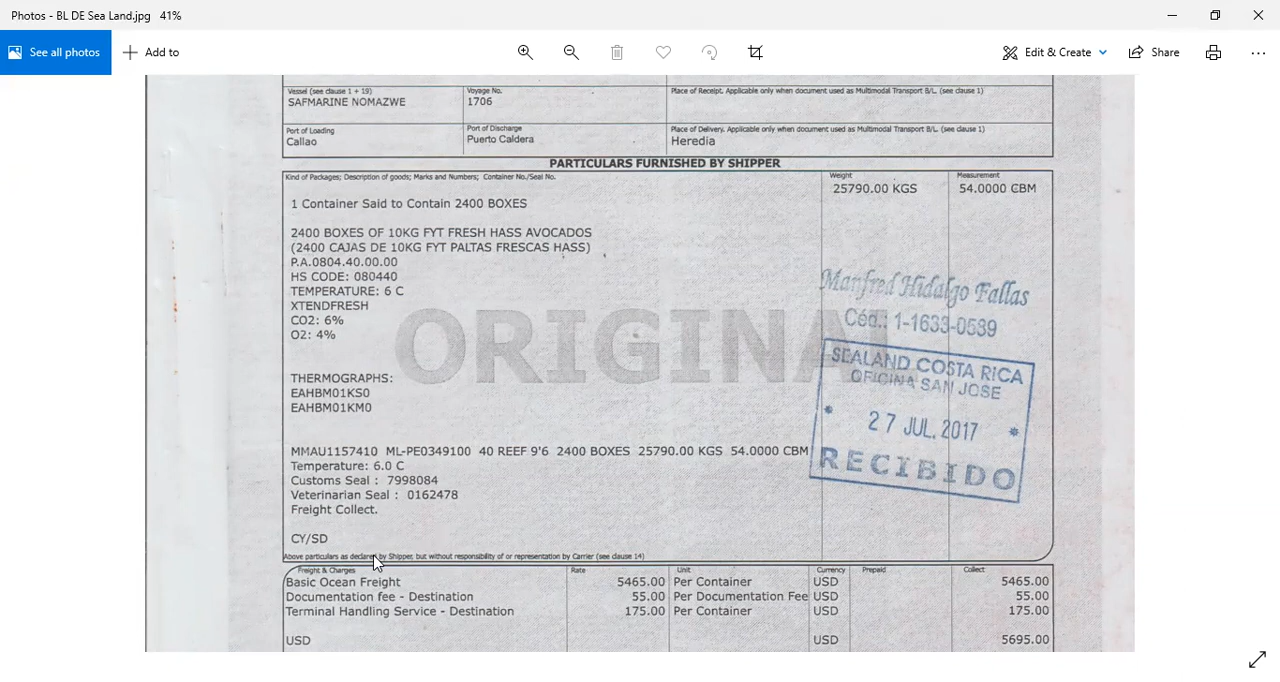 Photos - BL DE Sea Land.jpg 41%
See all photos Add to Edit & Create Share
Vessel (see clause 1 + 19) Voyage No. Place of Receipt. Applicable only when document used as Multimodal Transport B/L. (see clause 1)
SAFMARINE NOMAZWE 1706
Port of Loading Port of Discharge Place of Delivery. Applicable only when document used as Multimodal Transport B/L. (see clause 1)
Callao Puerto Caldera Heredia
PARTICULARS FURNISHED BY SHIPPER
Kind of Packages; Description of goods; Marks and Numbers; Container No./Seal No. Weight Measurement
25790.00 KGS 54.0000 CBM
1 Container Said to Contain 2400 BOXES
2400 BOXES OF 10KG FYT FRESH HASS AVOCADOS
(2400 CAJAS DE 10KG FYT PALTAS FRESCAS HASS)
P.A.0804.40.00.00
HS CODE: 080440
TEMPERATURE: 6 C
XTENDFRESH
CO2: 6%
O2: 4%
ORIGINAL
Manfred Hidalgo Fallas
Céd.: 1-1633-0589
SEALAND COSTA RICA
OFICINA SAN JOSE
27 JUL. 2017
RECIBIDO
THERMOGRAPHS:
EAHBM01KS0
EAHBM01KM0
MMAU1157410 ML-PE0349100 40 REEF 9'6 2400 BOXES 25790.00 KGS 54.0000 CBM
Temperature: 6.0 C
Customs Seal : 7998084
Veterinarian Seal : 0162478
Freight Collect.
CY/SD
Above particulars as declared by Shipper, but without responsibility of or representation by Carrier (see clause 14)
Freight & Charges Rate Unit Currency Prepaid Collect
Basic Ocean Freight 5465.00 Per Container USD 5465.00
Documentation fee - Destination 55.00 Per Documentation Fee USD 55.00
Terminal Handling Service - Destination 175.00 Per Container USD 175.00
USD USD 5695.00